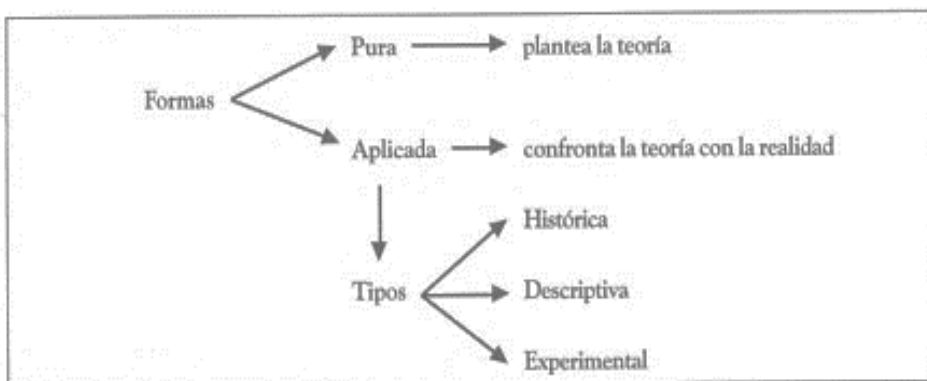 Pura plantea la teoría
Formas
Aplicada confronta la teoría con la realidad
Histórica
Tipos Descriptiva
Experimental